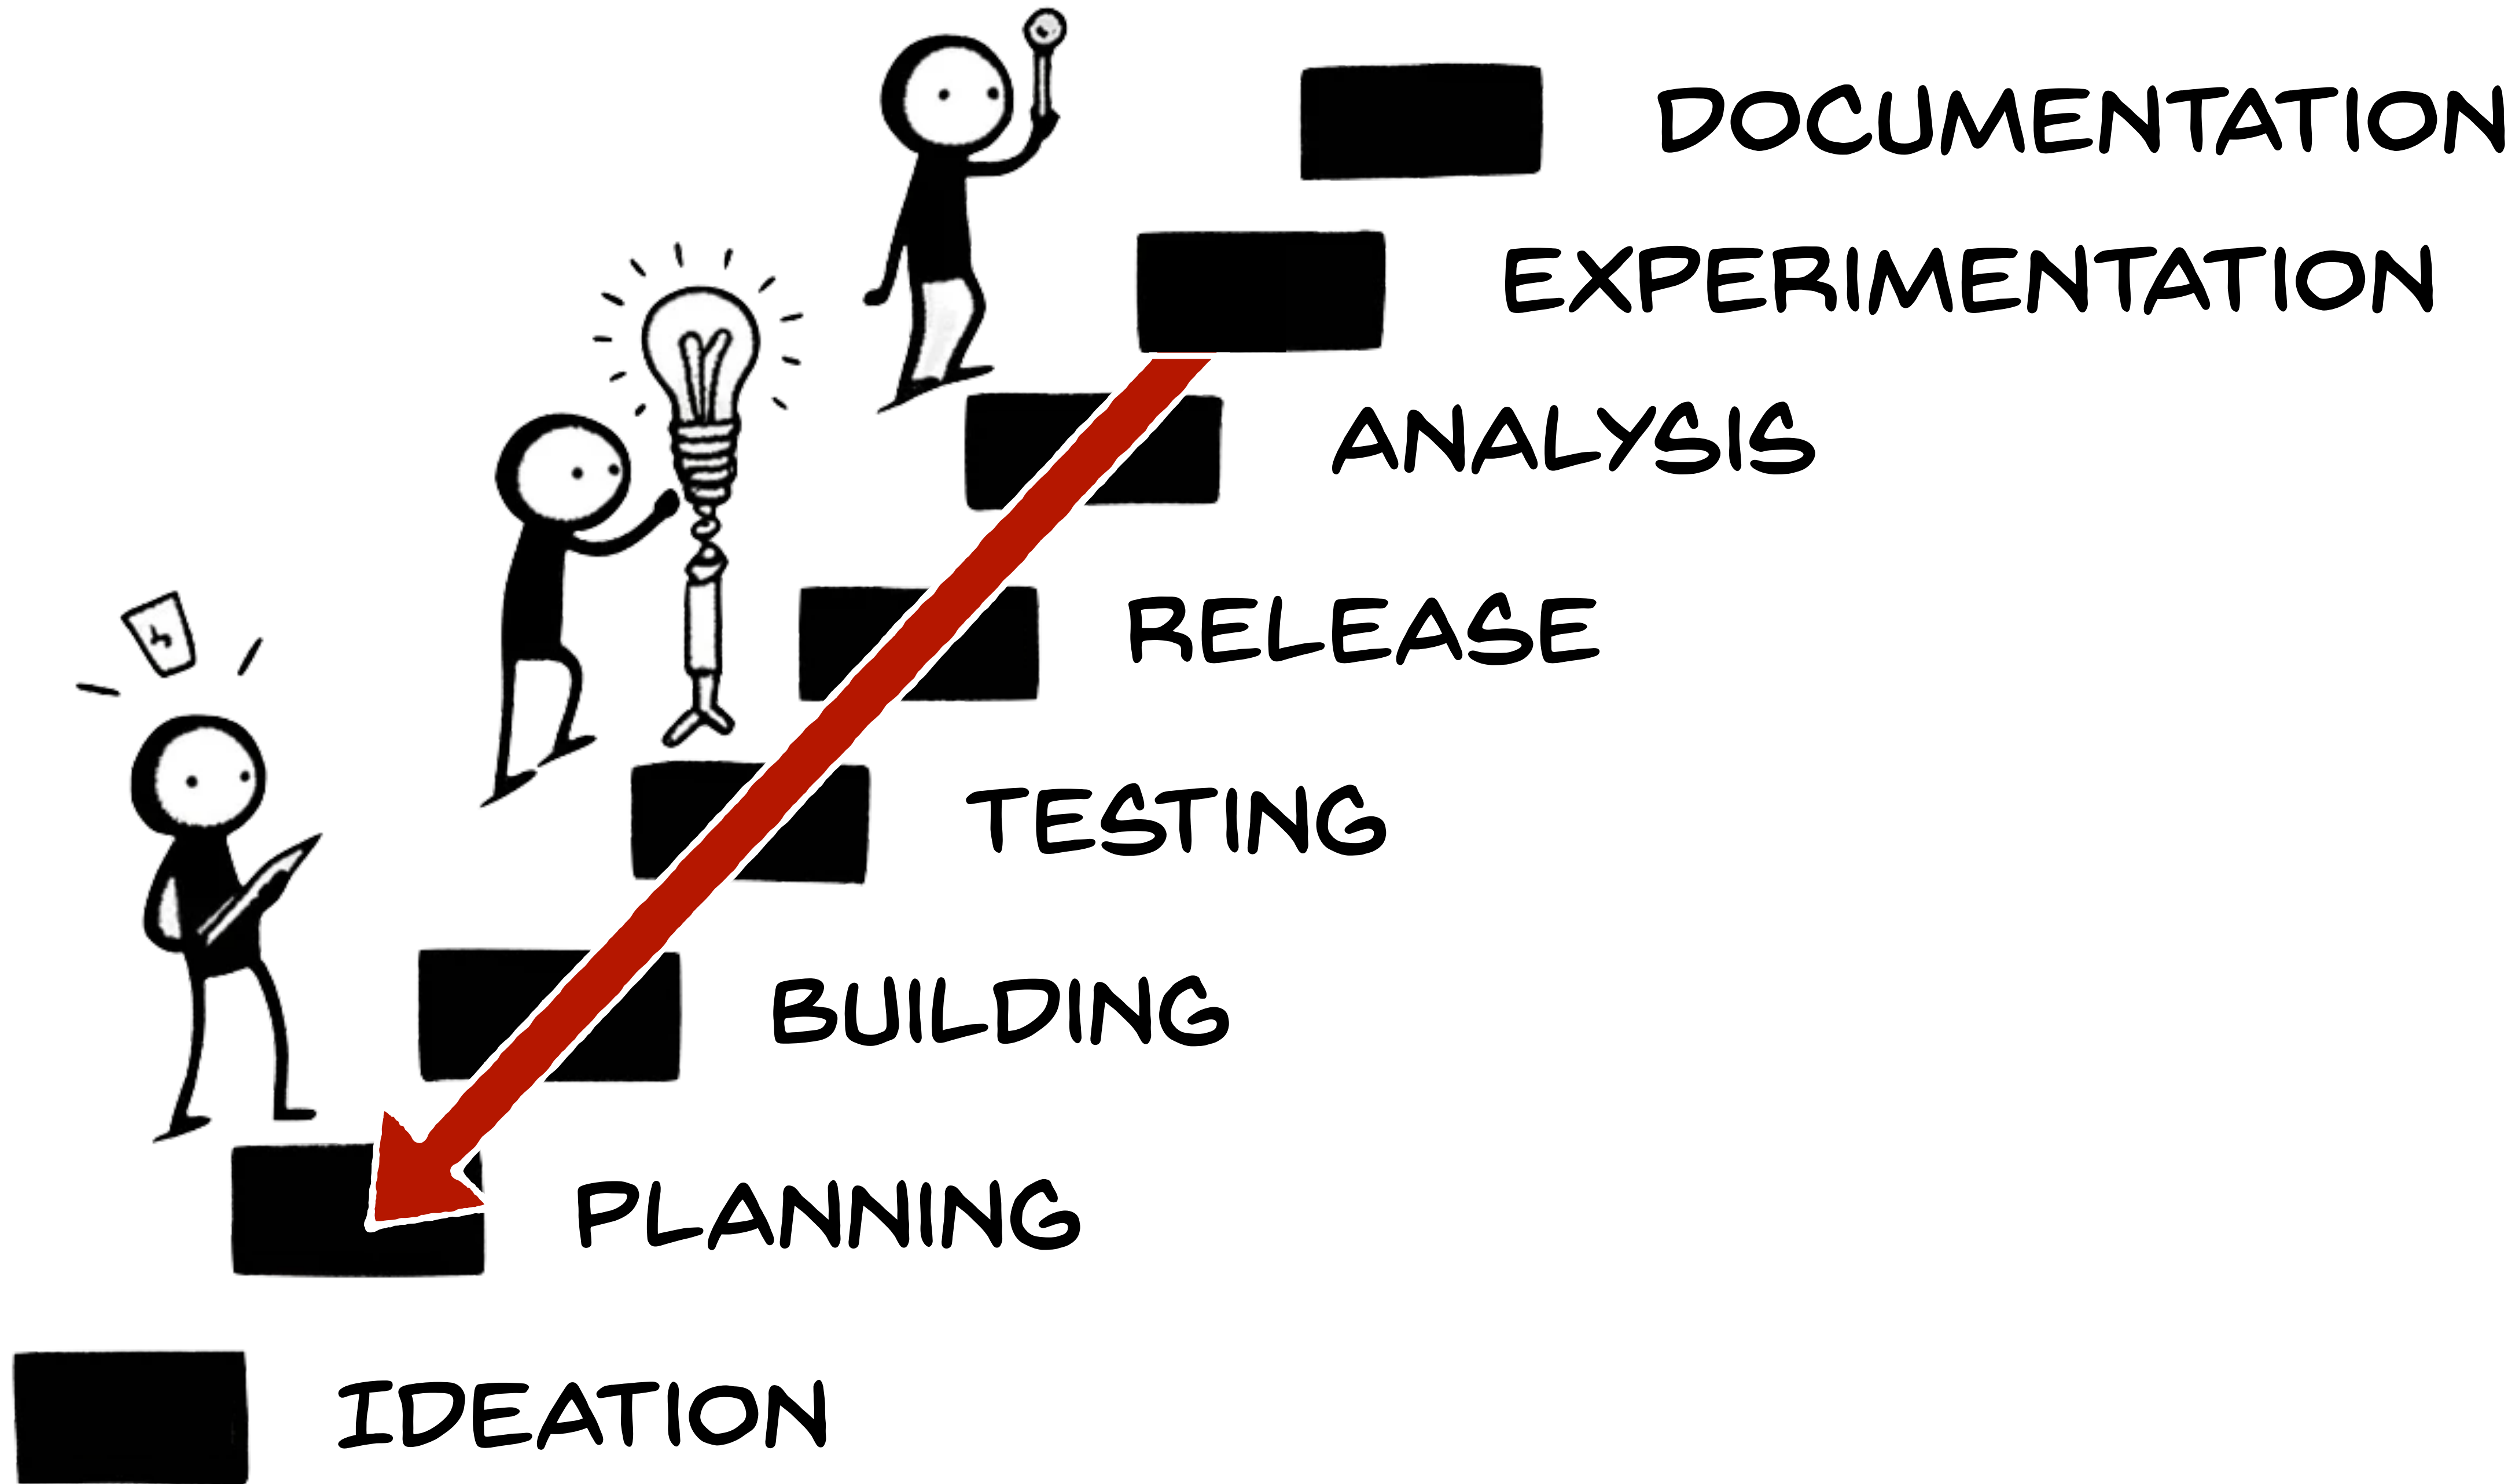 DOCUMENTATION
EXPERIMENTATION
ANALYSIS
RELEASE
TESTING
BUILDING
PLANNING
IDEATION